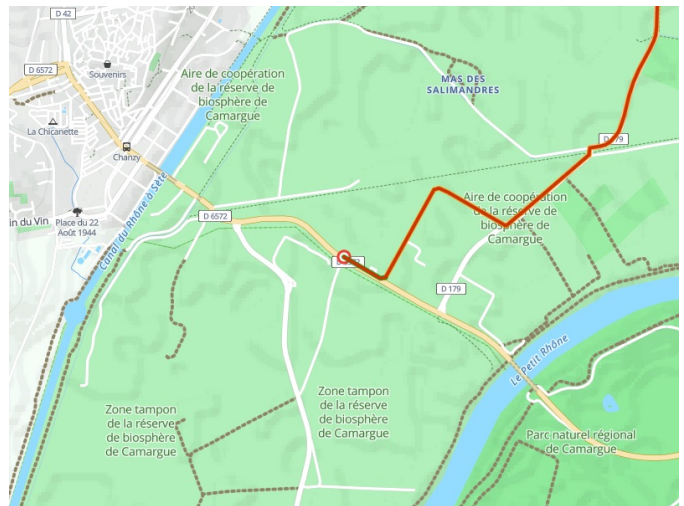 D 42
D 6572
Souvenirs
Aire de coopération
de la réserve de
biosphère de
Camargue
MAS DES
SALIMANDRES
La Chicanette
Chanzy
Canal du Rhône à Sète
in du Vin
Place du 22
Août 1944
D 6572
Aire de coopération
de la réserve de
biosphère de
Camargue
D 179
Le Petit Rhône
Zone tampon
de la réserve
de biosphère
de Camargue
Zone tampon
de la réserve
de biosphère
de Camargue
Parc naturel régional
de Camargue